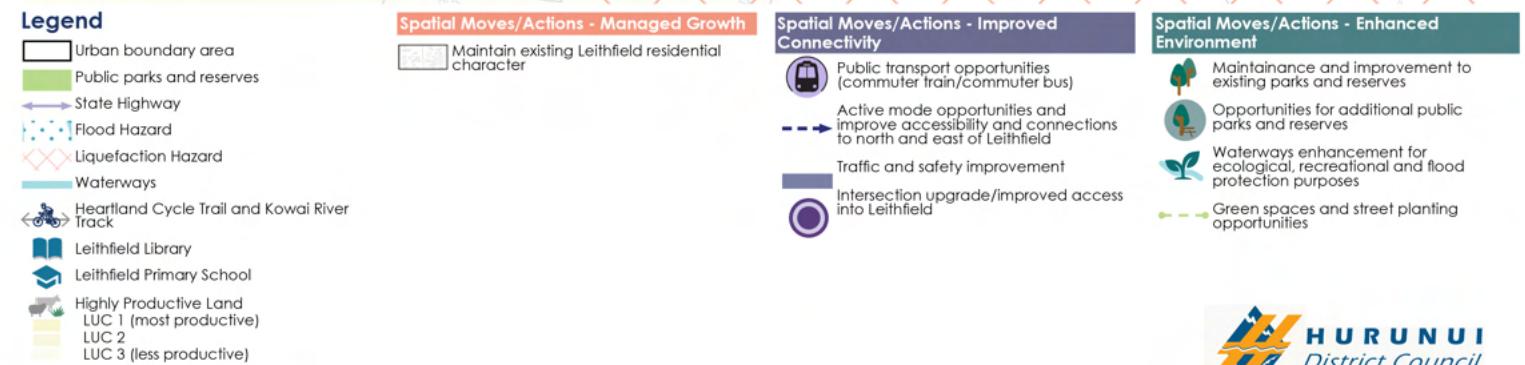 Legend
Urban boundary area
Public parks and reserves
State Highway
Flood Hazard
Liquefaction Hazard
Waterways
Heartland Cycle Trail and Kowai River
Track
Leithfield Library
Leithfield Primary School
Highly Productive Land
LUC 1 (most productive)
LUC 2
LUC 3 (less productive)
Spatial Moves/Actions - Managed Growth
Maintain existing Leithfield residential
character
Spatial Moves/Actions - Improved
Connectivity
Public transport opportunities
(commuter train/commuter bus)
Active mode opportunities and
improve accessibility and connections
to north and east of Leithfield
Traffic and safety improvement
Intersection upgrade/improved access
into Leithfield
Spatial Moves/Actions - Enhanced
Environment
Maintainance and improvement to
existing parks and reserves
Opportunities for additional public
parks and reserves
Waterways enhancement for
ecological, recreational and flood
protection purposes
Green spaces and street planting
opportunities
HURUNUI
District Council